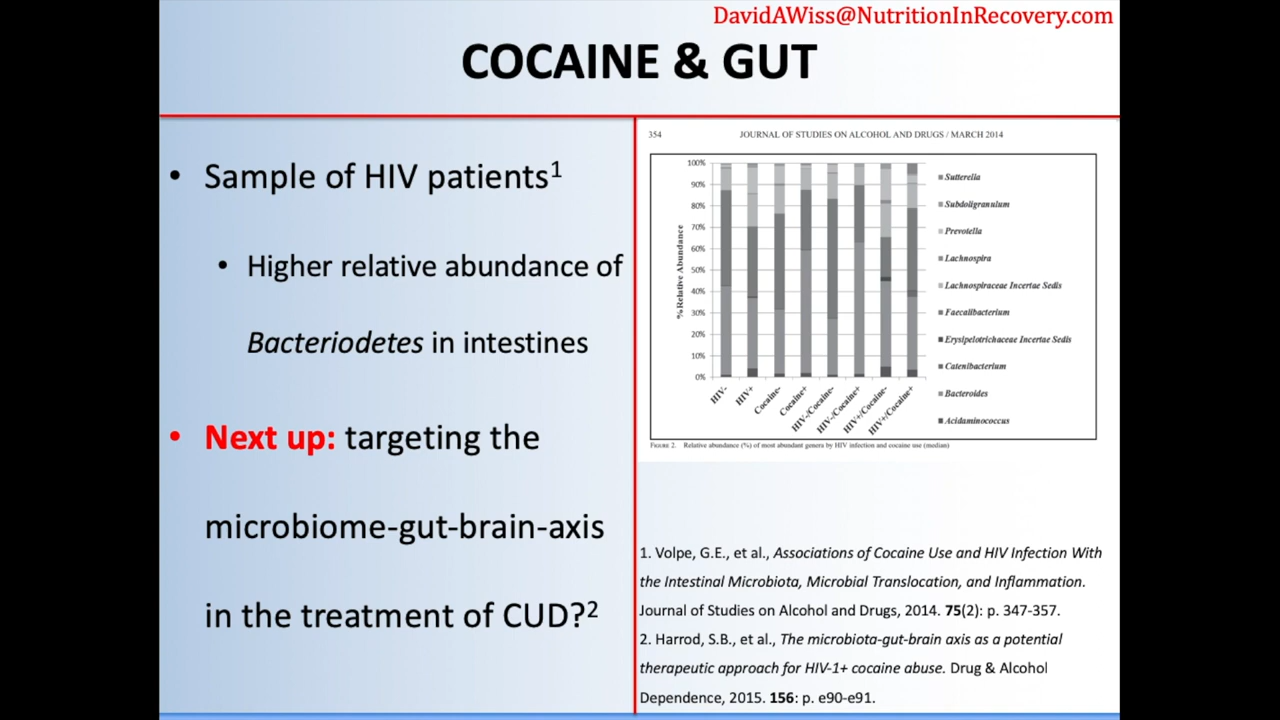 DavidAWiss@NutritionInRecovery.com
COCAINE & GUT
• Sample of HIV patients1
• Higher relative abundance of
Bacteriodetes in intestines
• Next up: targeting the
microbiome-gut-brain-axis
in the treatment of CUD?2
354
JOURNAL OF STUDIES ON ALCOHOL AND DRUGS / MARCH 2014
% Relative Abundance
100%
90%
80%
70%
60%
50%
40%
30%
20%
10%
0%
HIV-
HIV+
Cocaine-
Cocaine+
HIV-/Cocaine-
HIV-/Cocaine+
HIV+/Cocaine-
HIV+/Cocaine+
Sutterella
Subdoligranulum
Prevotella
Lachnospira
Lachnospiraceae Incertae Sedis
Faecalibacterium
Erysipelotrichaceae Incertae Sedis
Catenibacterium
Bacteroides
Acidaminococcus
FIGURE 2. Relative abundance (%) of most abundant genera by HIV infection and cocaine use (median)
1. Volpe, G.E., et al., Associations of Cocaine Use and HIV Infection With
the Intestinal Microbiota, Microbial Translocation, and Inflammation.
Journal of Studies on Alcohol and Drugs, 2014. 75(2): p. 347-357.
2. Harrod, S.B., et al., The microbiota-gut-brain axis as a potential
therapeutic approach for HIV-1+ cocaine abuse. Drug & Alcohol
Dependence, 2015. 156: p. e90-e91.